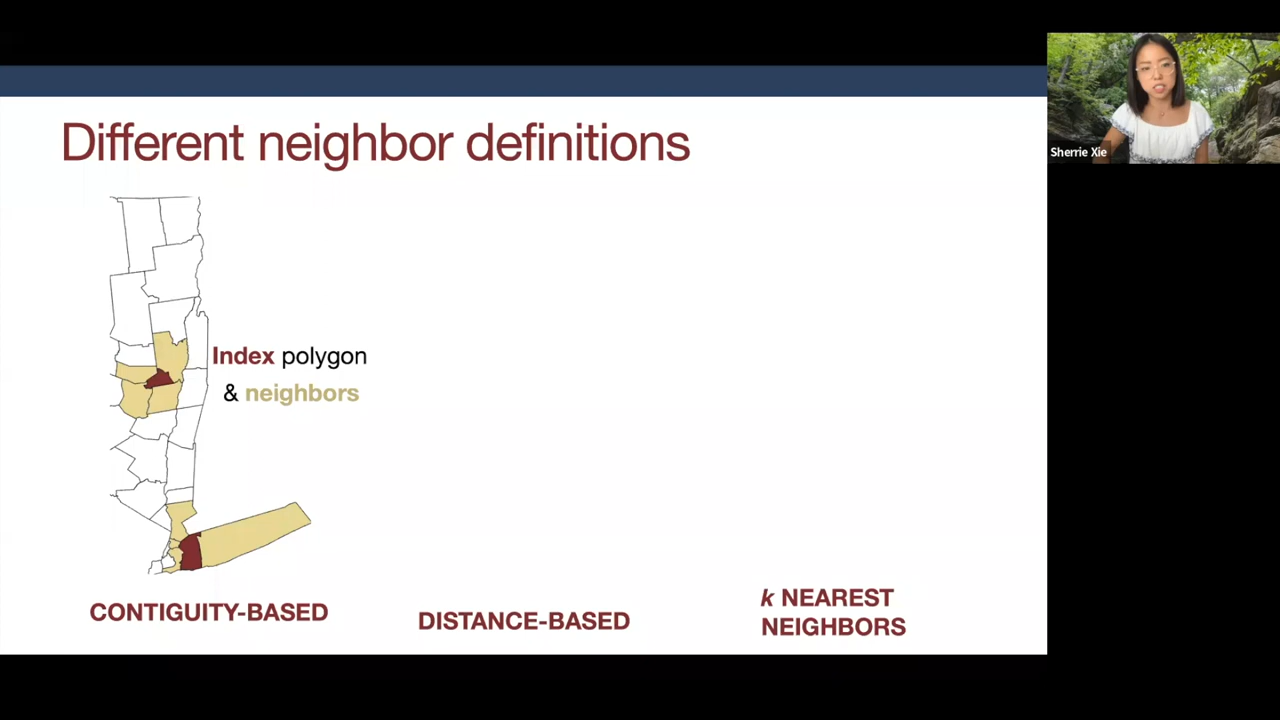 Different neighbor definitions
Sherrie Xie
Index polygon
& neighbors
CONTIGUITY-BASED
DISTANCE-BASED
k NEAREST
NEIGHBORS